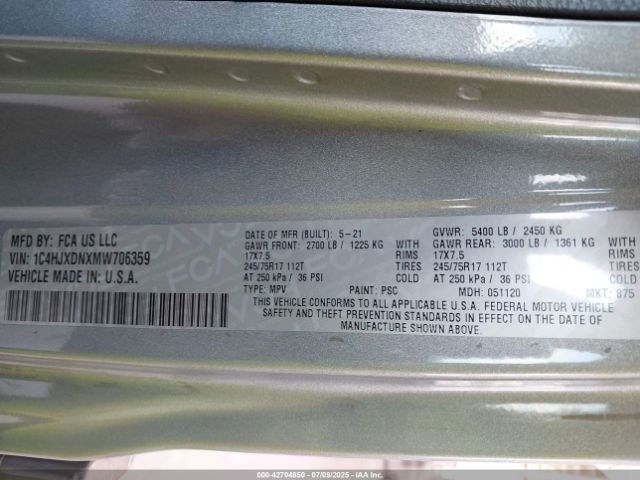 MFD BY: FCA US LLC
VIN: 1C4HJXDNXMW706359
VEHICLE MADE IN: U.S.A.
DATE OF MFR (BUILT): 5-21
GAWR FRONT: 2700 LB / 1225 KG WITH
17X7.5 RIMS
245/75R17 112T TIRES
AT 250 kPa / 36 PSI COLD
TYPE: MPV PAINT: PSC
GVWR: 5400 LB / 2450 KG
GAWR REAR: 3000 LB / 1361 KG WITH
17X7.5 RIMS
245/75R17 112T TIRES
AT 250 kPa / 36 PSI COLD
MDH: 051120 MKT: 875
THIS VEHICLE CONFORMS TO ALL APPLICABLE U.S.A. FEDERAL MOTOR VEHICLE
SAFETY AND THEFT PREVENTION STANDARDS IN EFFECT ON THE DATE OF
MANUFACTURE SHOWN ABOVE.
000-42704850 | 07/09/2025 | IAA INC.